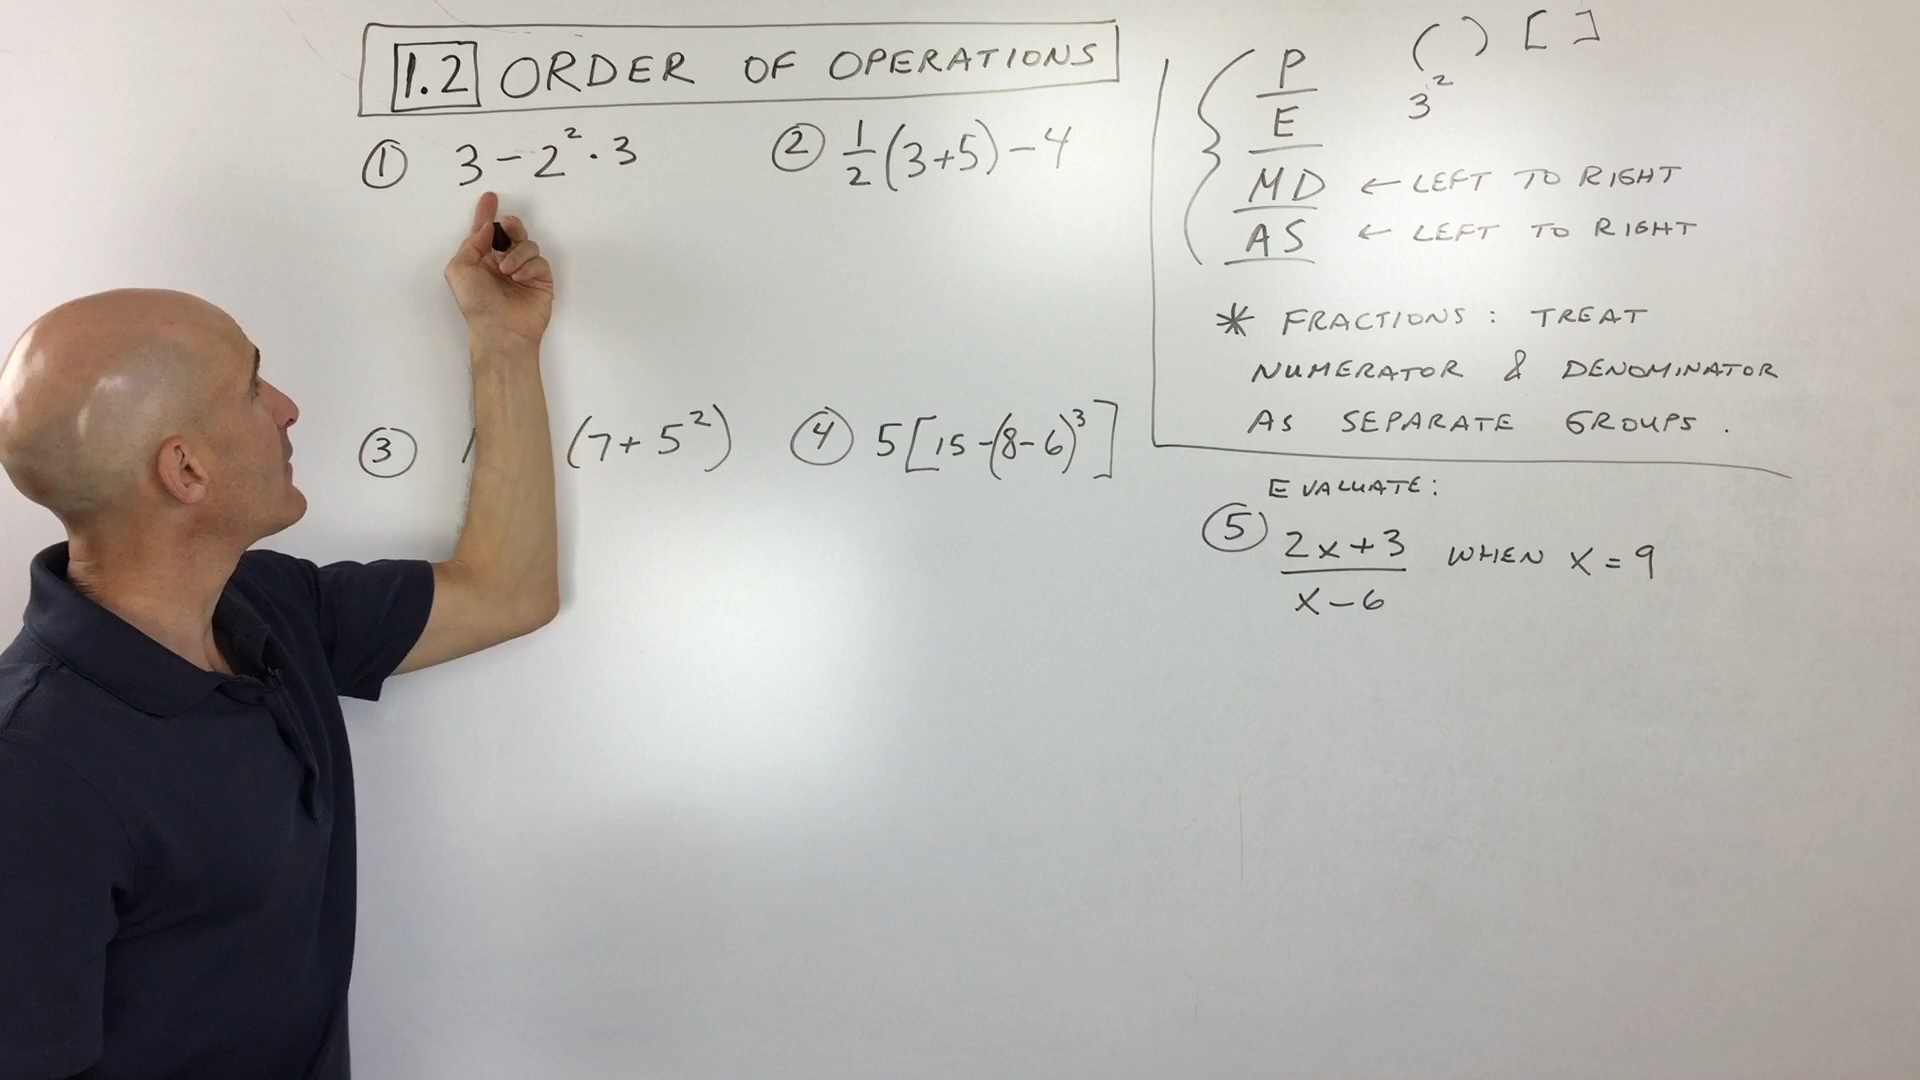 1.2 ORDER OF OPERATIONS
① 3 - 2² · 3
② 1/2 (3+5) - 4
③ (7 + 5²)
④ 5[15 - (8-6)³]
P ( ) [ ]
E 3²
MD ← LEFT TO RIGHT
AS ← LEFT TO RIGHT
* FRACTIONS: TREAT
NUMERATOR & DENOMINATOR
AS SEPARATE GROUPS.
EVALUATE:
⑤ 2x+3
x-6
WHEN x = 9